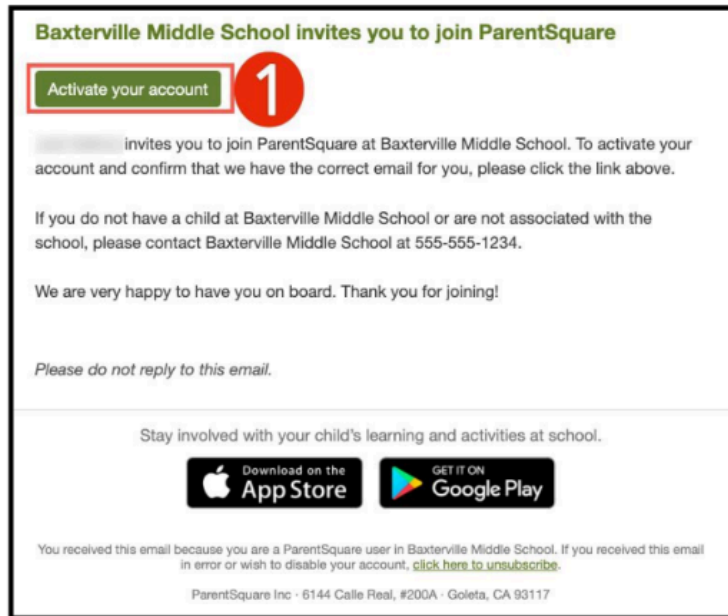 Baxterville Middle School invites you to join ParentSquare
Activate your account
1
invites you to join ParentSquare at Baxterville Middle School. To activate your
account and confirm that we have the correct email for you, please click the link above.
If you do not have a child at Baxterville Middle School or are not associated with the
school, please contact Baxterville Middle School at 555-555-1234.
We are very happy to have you on board. Thank you for joining!
Please do not reply to this email.
Stay involved with your child's learning and activities at school.
Download on the
App Store
GET IT ON
Google Play
You received this email because you are a ParentSquare user in Baxterville Middle School. If you received this email
in error or wish to disable your account, click here to unsubscribe.
ParentSquare Inc · 6144 Calle Real, #200A · Goleta, CA 93117